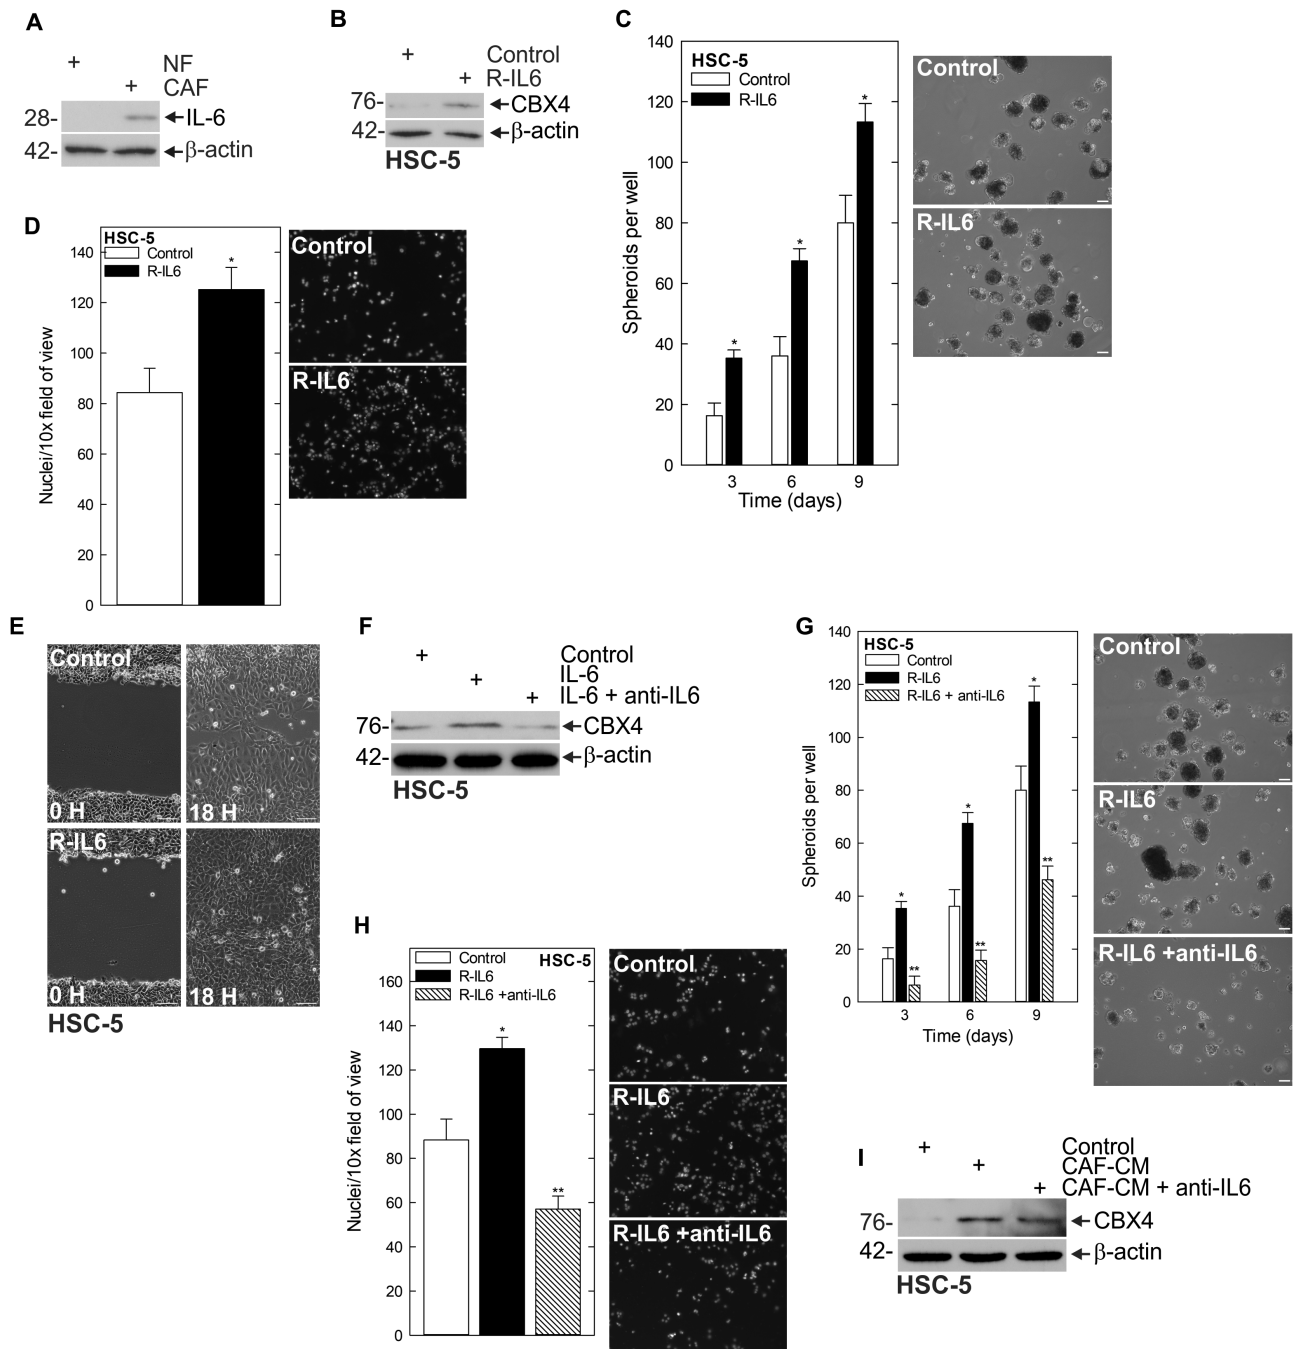 A
+ NF
+ CAF
28- IL-6
42- β-actin
B
+ Control
+ R-IL6
76- CBX4
42- β-actin
HSC-5
C
140
120
100
80
60
40
20
0
Spheroids per well
HSC-5
Control
R-IL6
*
*
*
3 6 9
Time (days)
Control
R-IL6
D
140
120
100
80
60
40
20
0
Nuclei/10x field of view
HSC-5
Control
R-IL6
*
Control
R-IL6
E
Control
0 H 18 H
R-IL6
0 H 18 H
HSC-5
F
+ Control
+ IL-6
+ IL-6 + anti-IL6
76- CBX4
42- β-actin
HSC-5
G
140
120
100
80
60
40
20
0
Spheroids per well
HSC-5
Control
R-IL6
R-IL6 + anti-IL6
* **
* **
* **
3 6 9
Time (days)
Control
R-IL6
R-IL6 +anti-IL6
H
160
140
120
100
80
60
40
20
0
Nuclei/10x field of view
Control HSC-5
R-IL6
R-IL6 +anti-IL6
*
**
Control
R-IL6
R-IL6 +anti-IL6
I
+ Control
+ CAF-CM
+ CAF-CM + anti-IL6
76- CBX4
42- β-actin
HSC-5